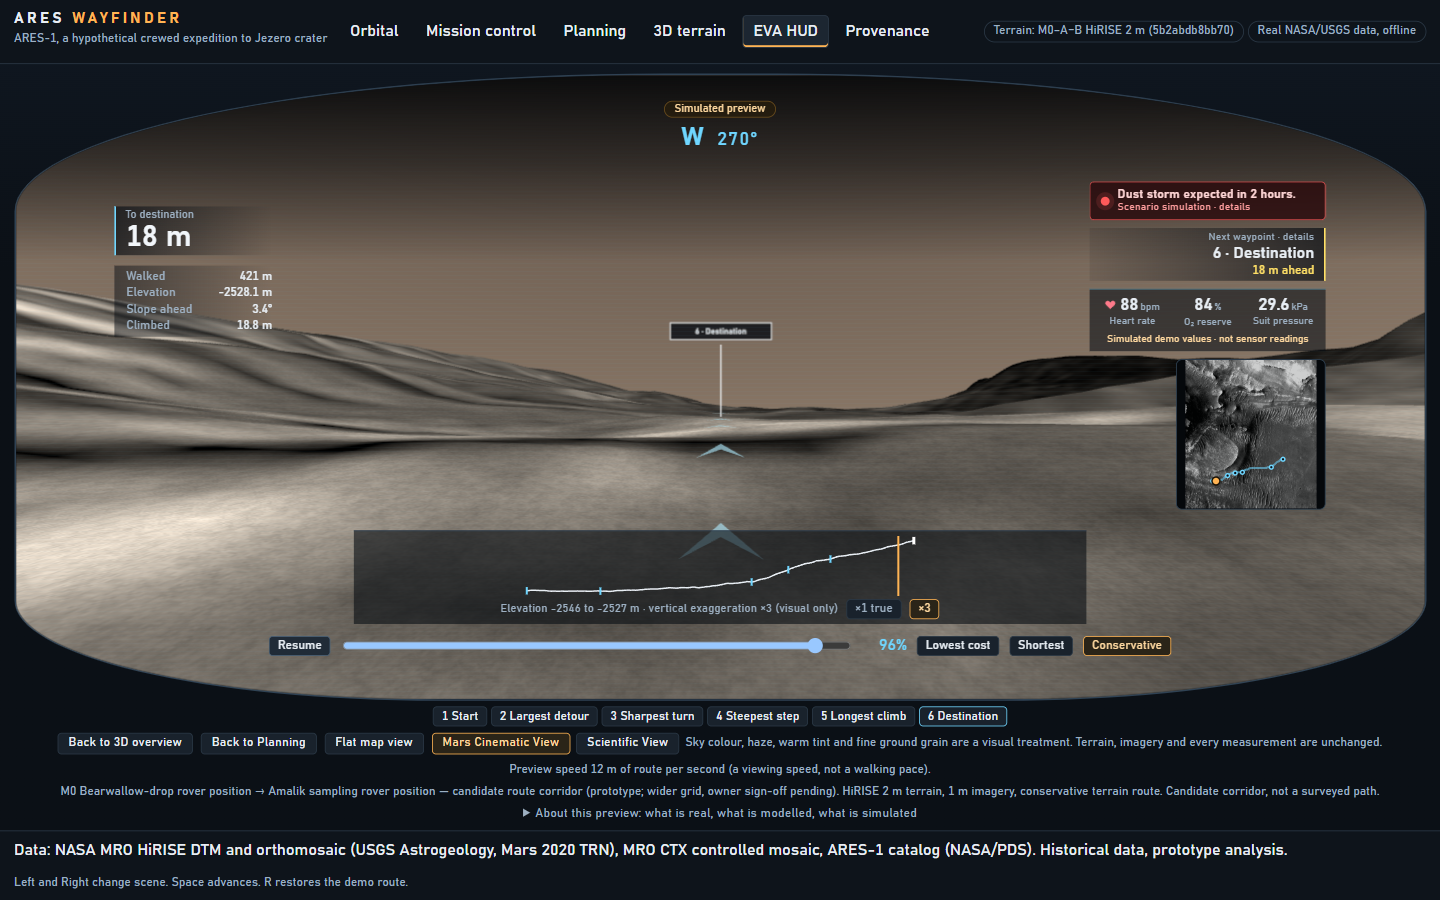 ARES WAYFINDER
ARES-1, a hypothetical crewed expedition to Jezero crater
Orbital
Mission control
Planning
3D terrain
EVA HUD
Provenance
Terrain: M0-A-B HiRISE 2 m (5b2abdb8bb70)
Real NASA/USGS data, offline
Simulated preview
W 270°
To destination
18 m
Walked 421 m
Elevation -2528.1 m
Slope ahead 3.4°
Climbed 18.8 m
Dust storm expected in 2 hours.
Scenario simulation · details
Next waypoint · details
6 · Destination
18 m ahead
88 bpm 84 % 29.6 kPa
Heart rate O₂ reserve Suit pressure
Simulated demo values · not sensor readings
6 · Destination
Elevation -2546 to -2527 m · vertical exaggeration ×3 (visual only) ×1 true ×3
Resume 96% Lowest cost Shortest Conservative
1 Start 2 Largest detour 3 Sharpest turn 4 Steepest step 5 Longest climb 6 Destination
Back to 3D overview Back to Planning Flat map view Mars Cinematic View Scientific View Sky colour, haze, warm tint and fine ground grain are a visual treatment. Terrain, imagery and every measurement are unchanged.
Preview speed 12 m of route per second (a viewing speed, not a walking pace).
M0 Bearwallow-drop rover position → Amalik sampling rover position — candidate route corridor (prototype; wider grid, owner sign-off pending). HiRISE 2 m terrain, 1 m imagery, conservative terrain route. Candidate corridor, not a surveyed path.
▶ About this preview: what is real, what is modelled, what is simulated
Data: NASA MRO HiRISE DTM and orthomosaic (USGS Astrogeology, Mars 2020 TRN), MRO CTX controlled mosaic, ARES-1 catalog (NASA/PDS). Historical data, prototype analysis.
Left and Right change scene. Space advances. R restores the demo route.